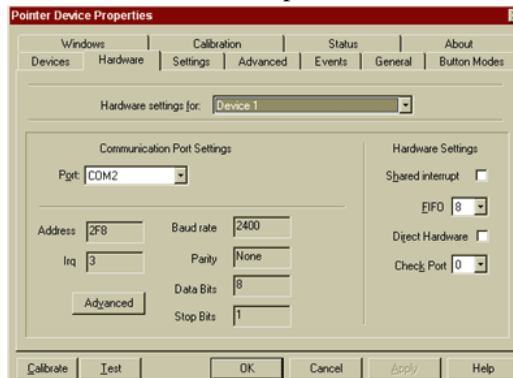 Pointer Device Properties
Windows Calibration Status About
Devices Hardware Settings Advanced Events General Button Modes
Hardware settings for: Device 1
Communication Port Settings
Port: COM2
Address 2F8
Irq 3
Advanced
Baud rate 2400
Parity None
Data Bits 8
Stop Bits 1
Hardware Settings
Shared interrupt
FIFO 8
Direct Hardware
Check Port 0
Calibrate Test OK Cancel Apply Help